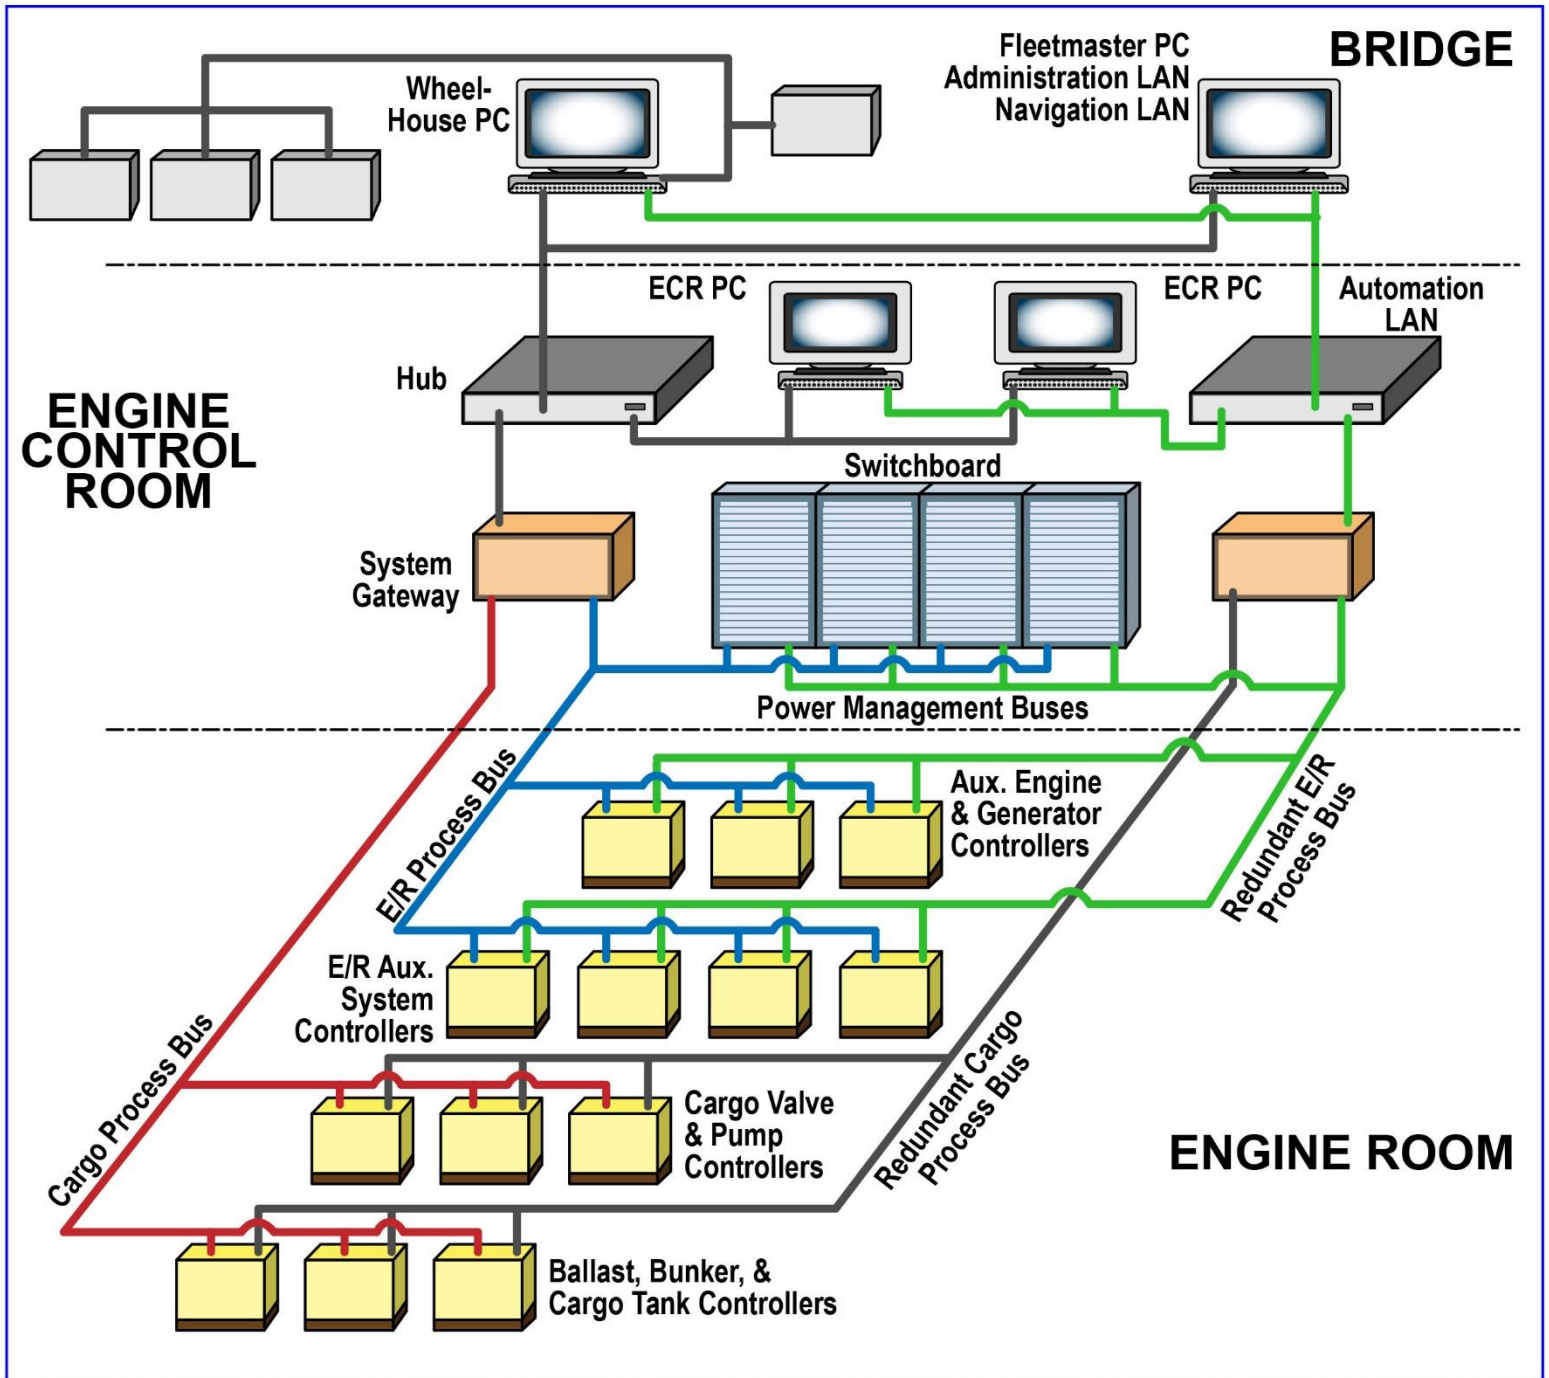 BRIDGE
Fleetmaster PC
Administration LAN
Navigation LAN
Wheel-
House PC
ECR PC
ECR PC
Automation
LAN
Hub
ENGINE
CONTROL
ROOM
Switchboard
System
Gateway
Power Management Buses
E/R Process Bus
Aux. Engine
& Generator
Controllers
Redundant E/R
Process Bus
E/R Aux.
System
Controllers
Cargo Process Bus
Redundant Cargo
Process Bus
Cargo Valve
& Pump
Controllers
ENGINE ROOM
Ballast, Bunker, &
Cargo Tank Controllers